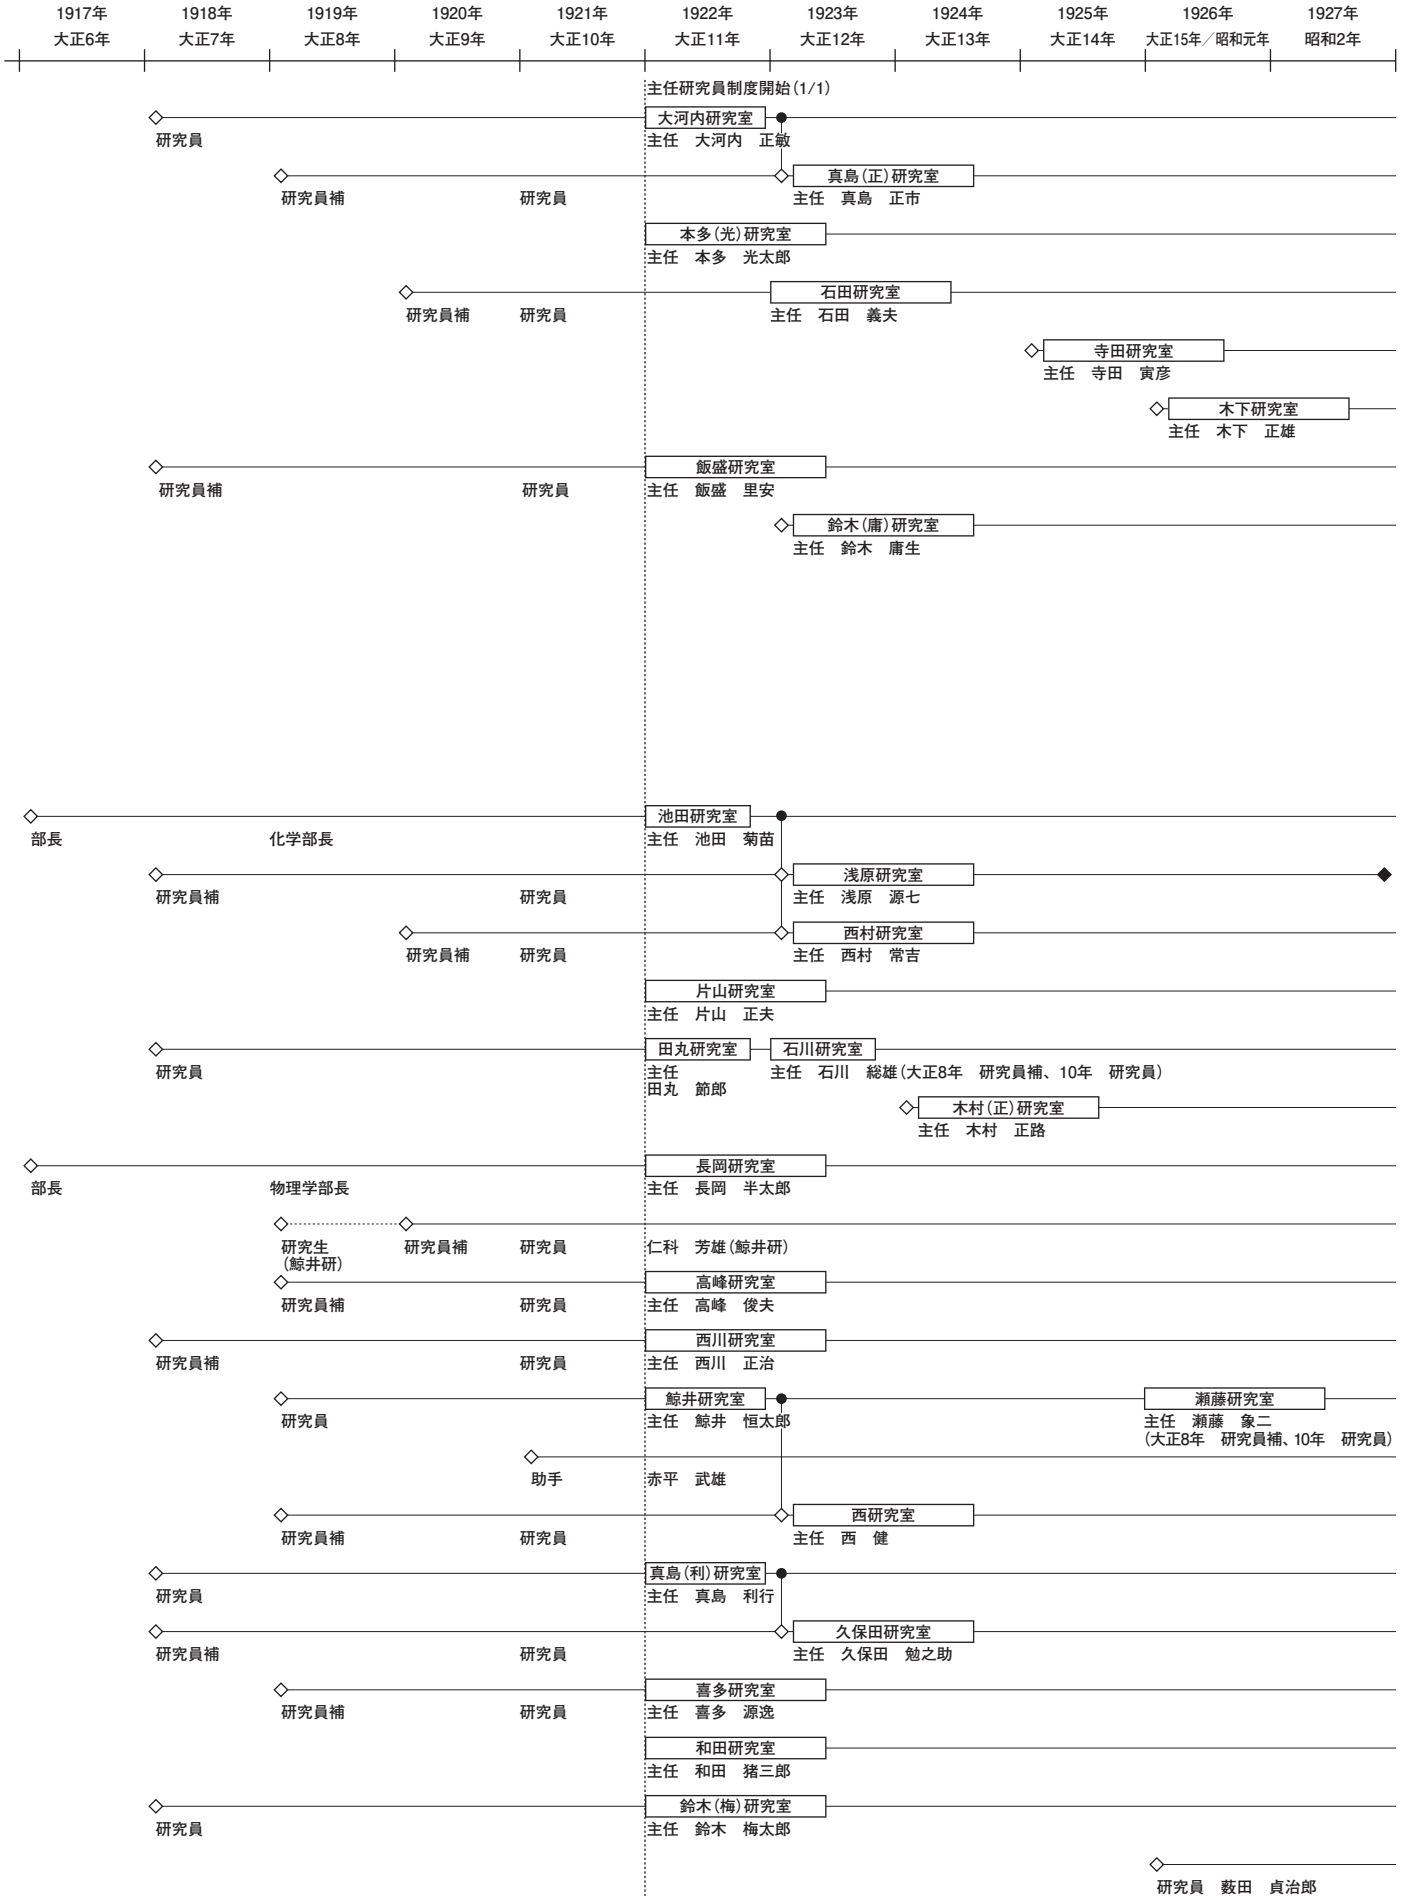 1917年 1918年 1919年 1920年 1921年 1922年 1923年 1924年 1925年 1926年 1927年
大正6年 大正7年 大正8年 大正9年 大正10年 大正11年 大正12年 大正13年 大正14年 大正15年／昭和元年 昭和2年
主任研究員制度開始(1/1)
大河内研究室
研究員 主任 大河内 正敏
真島(正)研究室
研究員補 研究員 主任 真島 正市
本多(光)研究室
主任 本多 光太郎
石田研究室
研究員補 研究員 主任 石田 義夫
寺田研究室
主任 寺田 寅彦
木下研究室
主任 木下 正雄
飯盛研究室
研究員補 研究員 主任 飯盛 里安
鈴木(庸)研究室
主任 鈴木 庸生
池田研究室
部長 化学部長 主任 池田 菊苗
浅原研究室
研究員補 研究員 主任 浅原 源七
西村研究室
研究員補 研究員 主任 西村 常吉
片山研究室
主任 片山 正夫
田丸研究室 石川研究室
研究員 主任 主任 石川 総雄(大正8年 研究員補、10年 研究員)
田丸 節郎
木村(正)研究室
主任 木村 正路
長岡研究室
部長 物理学部長 主任 長岡 半太郎
研究生 研究員補 研究員 仁科 芳雄(鯨井研)
(鯨井研)
高峰研究室
研究員補 研究員 主任 高峰 俊夫
西川研究室
研究員補 研究員 主任 西川 正治
鯨井研究室 瀬藤研究室
研究員 主任 鯨井 恒太郎 主任 瀬藤 象二
(大正8年 研究員補、10年 研究員)
助手 赤平 武雄
西研究室
研究員補 研究員 主任 西 健
真島(利)研究室
研究員 主任 真島 利行
久保田研究室
研究員補 研究員 主任 久保田 勉之助
喜多研究室
研究員補 研究員 主任 喜多 源逸
和田研究室
主任 和田 猪三郎
鈴木(梅)研究室
研究員 主任 鈴木 梅太郎
研究員 薮田 貞治郎